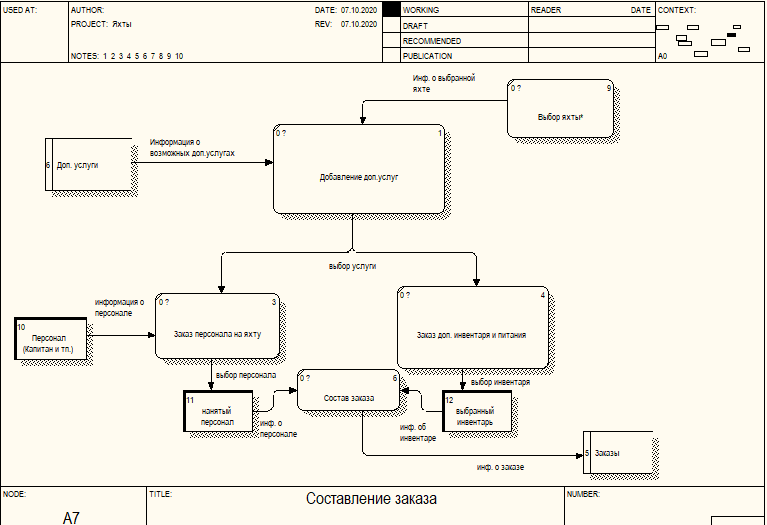 USED AT:
AUTHOR:
DATE: 07.10.2020
WORKING
READER
DATE
CONTEXT:
PROJECT: Яхты
REV: 07.10.2020
DRAFT
RECOMMENDED
NOTES: 1 2 3 4 5 6 7 8 9 10
PUBLICATION
A0
Инф. о выбранной
яхте
0 ?
9
Выбор яхты*
0 ?
1
Добавление доп.услуг
Информация о
возможных доп.услугах
6
Доп. услуги
выбор услуги
0 ?
3
Заказ персонала на яхту
0 ?
4
Заказ доп. инвентаря и питания
информация о
персонале
10
Персонал
(Капитан и тп.)
выбор персонала
выбор инвентаря
0 ?
6
Состав заказа
11
нанятый
персонал
12
выбранный
инвентарь
инф. о
персонале
инф. об
инвентаре
5
Заказы
инф. о заказе
NODE:
TITLE:
NUMBER:
Составление заказа
A7